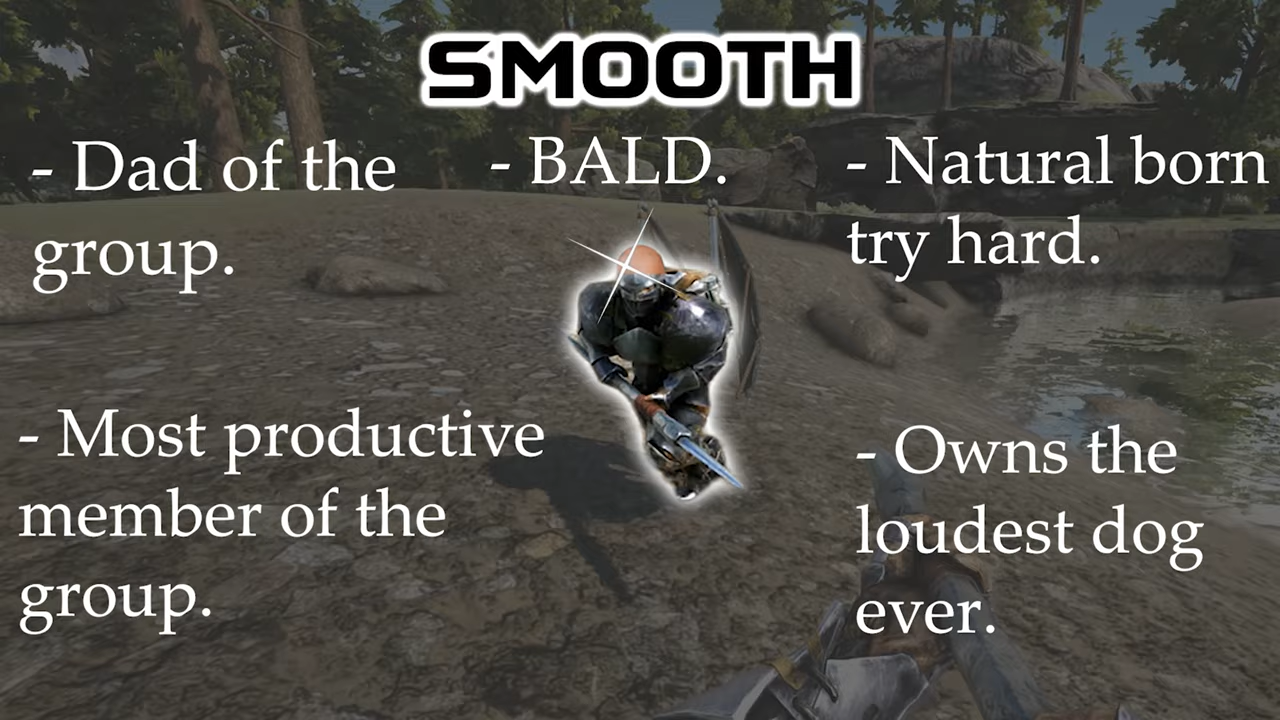 SMOOTH
- Dad of the
group.
- BALD.
- Natural born
try hard.
- Most productive
member of the
group.
- Owns the
loudest dog
ever.